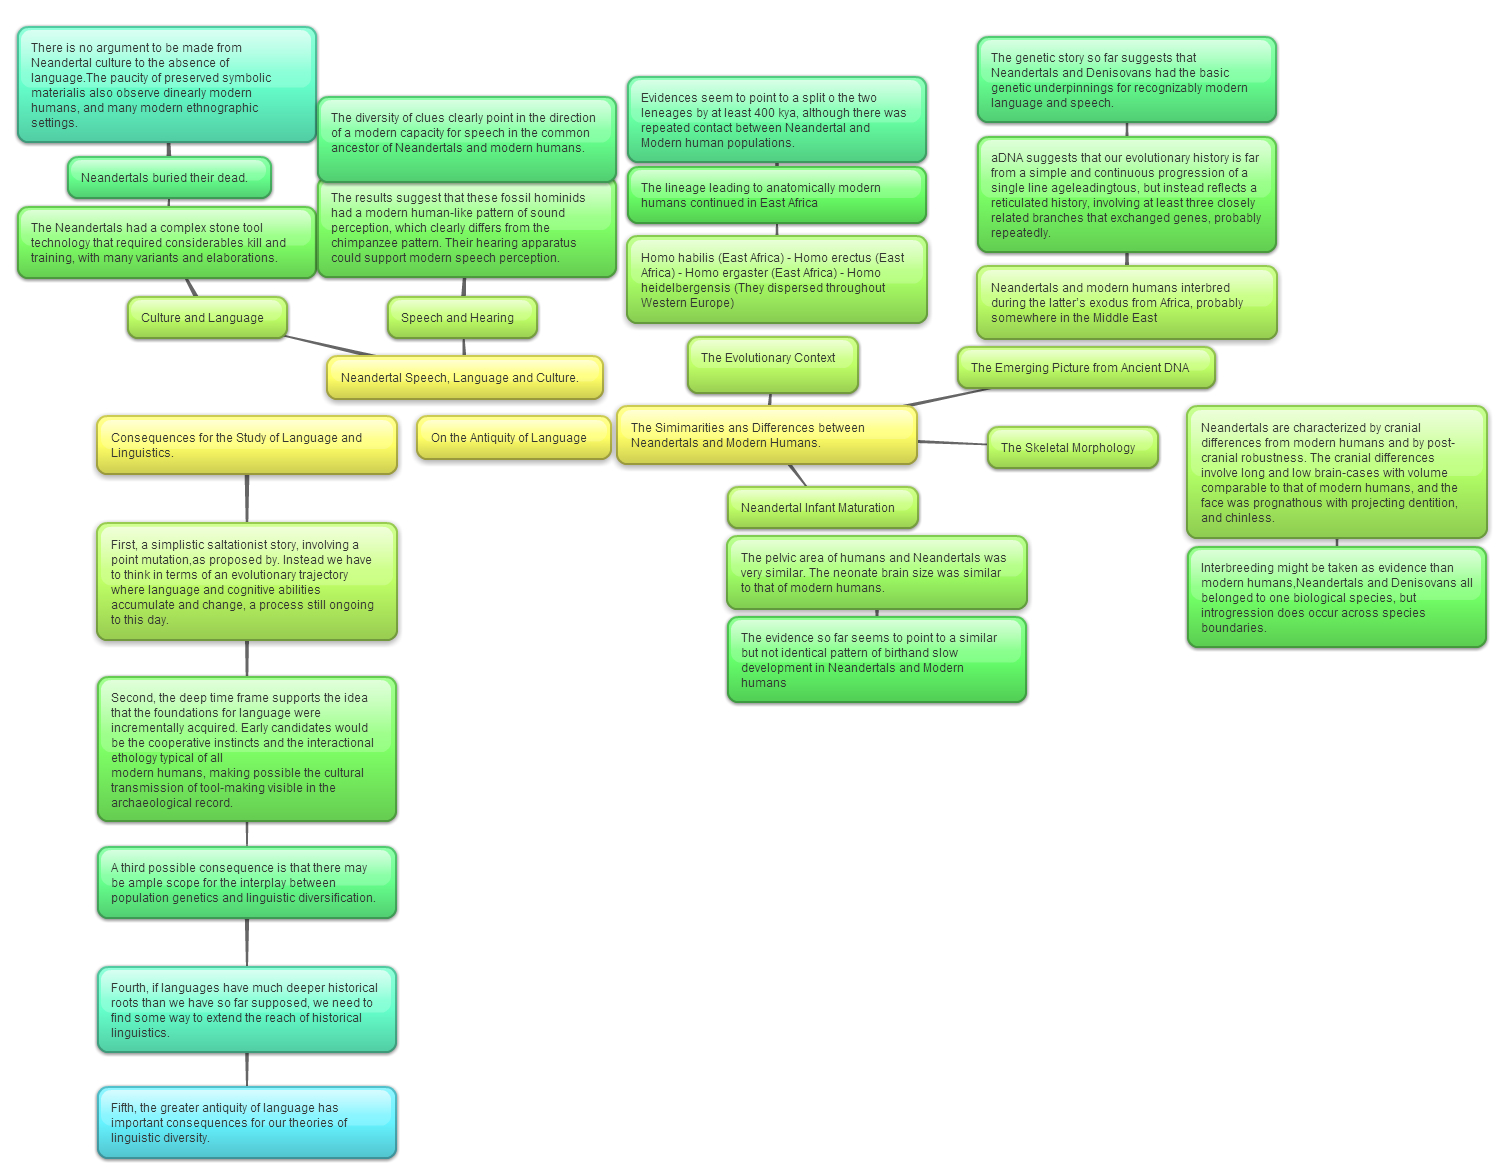 There is no argument to be made from
Neandertal culture to the absence of
language.The paucity of preserved symbolic
materialis also observe dinearly modern
humans, and many modern ethnographic
settings.
Neandertals buried their dead.
The Neandertals had a complex stone tool
technology that required considerables kill and
training, with many variants and elaborations.
Culture and Language
The diversity of clues clearly point in the direction
of a modern capacity for speech in the common
ancestor of Neandertals and modern humans.
The results suggest that these fossil hominids
had a modern human-like pattern of sound
perception, which clearly differs from the
chimpanzee pattern. Their hearing apparatus
could support modern speech perception.
Speech and Hearing
Neandertal Speech, Language and Culture.
Evidences seem to point to a split o the two
leneages by at least 400 kya, although there was
repeated contact between Neandertal and
Modern human populations.
The lineage leading to anatomically modern
humans continued in East Africa
Homo habilis (East Africa) - Homo erectus (East
Africa) - Homo ergaster (East Africa) - Homo
heidelbergensis (They dispersed throughout
Western Europe)
The Evolutionary Context
The genetic story so far suggests that
Neandertals and Denisovans had the basic
genetic underpinnings for recognizably modern
language and speech.
aDNA suggests that our evolutionary history is far
from a simple and continuous progression of a
single line ageleadingtous, but instead reflects a
reticulated history, involving at least three closely
related branches that exchanged genes, probably
repeatedly.
Neandertals and modern humans interbred
during the latter's exodus from Africa, probably
somewhere in the Middle East
The Emerging Picture from Ancient DNA
Consequences for the Study of Language and
Linguistics.
On the Antiquity of Language
The Simimarities ans Differences between
Neandertals and Modern Humans.
The Skeletal Morphology
Neandertals are characterized by cranial
differences from modern humans and by post-
cranial robustness. The cranial differences
involve long and low brain-cases with volume
comparable to that of modern humans, and the
face was prognathous with projecting dentition,
and chinless.
Interbreeding might be taken as evidence than
modern humans,Neandertals and Denisovans all
belonged to one biological species, but
introgression does occur across species
boundaries.
Neandertal Infant Maturation
The pelvic area of humans and Neandertals was
very similar. The neonate brain size was similar
to that of modern humans.
The evidence so far seems to point to a similar
but not identical pattern of birthand slow
development in Neandertals and Modern
humans
First, a simplistic saltationist story, involving a
point mutation,as proposed by. Instead we have
to think in terms of an evolutionary trajectory
where language and cognitive abilities
accumulate and change, a process still ongoing
to this day.
Second, the deep time frame supports the idea
that the foundations for language were
incrementally acquired. Early candidates would
be the cooperative instincts and the interactional
ethology typical of all
modern humans, making possible the cultural
transmission of tool-making visible in the
archaeological record.
A third possible consequence is that there may
be ample scope for the interplay between
population genetics and linguistic diversification.
Fourth, if languages have much deeper historical
roots than we have so far supposed, we need to
find some way to extend the reach of historical
linguistics.
Fifth, the greater antiquity of language has
important consequences for our theories of
linguistic diversity.